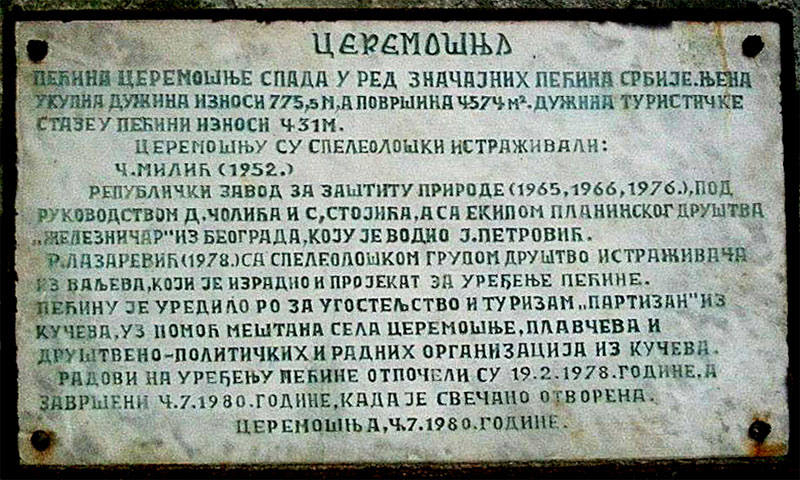 ЦЕРЕМОШЊА
ПЕЋИНА ЦЕРЕМОШЊЕ СПАДА У РЕД ЗНАЧАЈНИХ ПЕЋИНА СРБИЈЕ. ЊЕНА
УКУПНА ДУЖИНА ИЗНОСИ 775,5М, А ПОВРШИНА 4574м². ДУЖИНА ТУРИСТИЧКЕ
СТАЗЕ У ПЕЋИНИ ИЗНОСИ 431М.
ЦЕРЕМОШЊУ СУ СПЕЛЕОЛОШКИ ИСТРАЖИВАЛИ:
Ч. МИЛИЋ (1952.)
РЕПУБЛИЧКИ ЗАВОД ЗА ЗАШТИТУ ПРИРОДЕ (1965, 1966, 1976.), ПОД
РУКОВОДСТВОМ Д. ЧОЛИЋА И С, СТОЈИЋА, А СА ЕКИПОМ ПЛАНИНСКОГ ДРУШТВА
„ЖЕЛЕЗНИЧАР" ИЗ БЕОГРАДА, КОЈУ ЈЕ ВОДИО Ј. ПЕТРОВИЋ.
Р. ЛАЗАРЕВИЋ (1978.) СА СПЕЛЕОЛОШКОМ ГРУПОМ ДРУШТВО ИСТРАЖИВАЧА
ИЗ ВАЉЕВА, КОЈИ ЈЕ ИЗРАДИО И ПРОЈЕКАТ ЗА УРЕЂЕЊЕ ПЕЋИНЕ.
ПЕЋИНУ ЈЕ УРЕДИЛО РО ЗА УГОСТЕЉСТВО И ТУРИЗАМ „ПАРТИЗАН" ИЗ
КУЧЕВА, УЗ ПОМОЋ МЕШТАНА СЕЛА ЦЕРЕМОШЊЕ, ПЛАВЧЕВА И
ДРУШТВЕНО-ПОЛИТИЧКИХ И РАДНИХ ОРГАНИЗАЦИЈА ИЗ КУЧЕВА.
РАДОВИ НА УРЕЂЕЊУ ПЕЋИНЕ ОТПОЧЕЛИ СУ 19.2.1978. ГОДИНЕ, А
ЗАВРШЕНИ 4.7.1980. ГОДИНЕ, КАДА ЈЕ СВЕЧАНО ОТВОРЕНА.
ЦЕРЕМОШЊА, 4.7.1980. ГОДИНЕ.